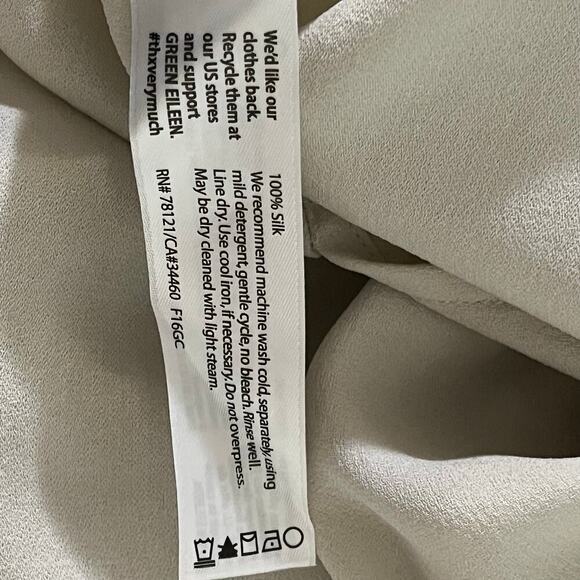 We'd like our
clothes back.
Recycle them at
our US stores
and support
GREEN EILEEN.
#thxverymuch
100% Silk
We recommend machine wash cold, separately, using
mild detergent, gentle cycle, no bleach. Rinse well.
Line dry. Use cool iron, if necessary. Do not overpress.
May be dry cleaned with light steam.
RN# 78121/CA#34460 F16GC